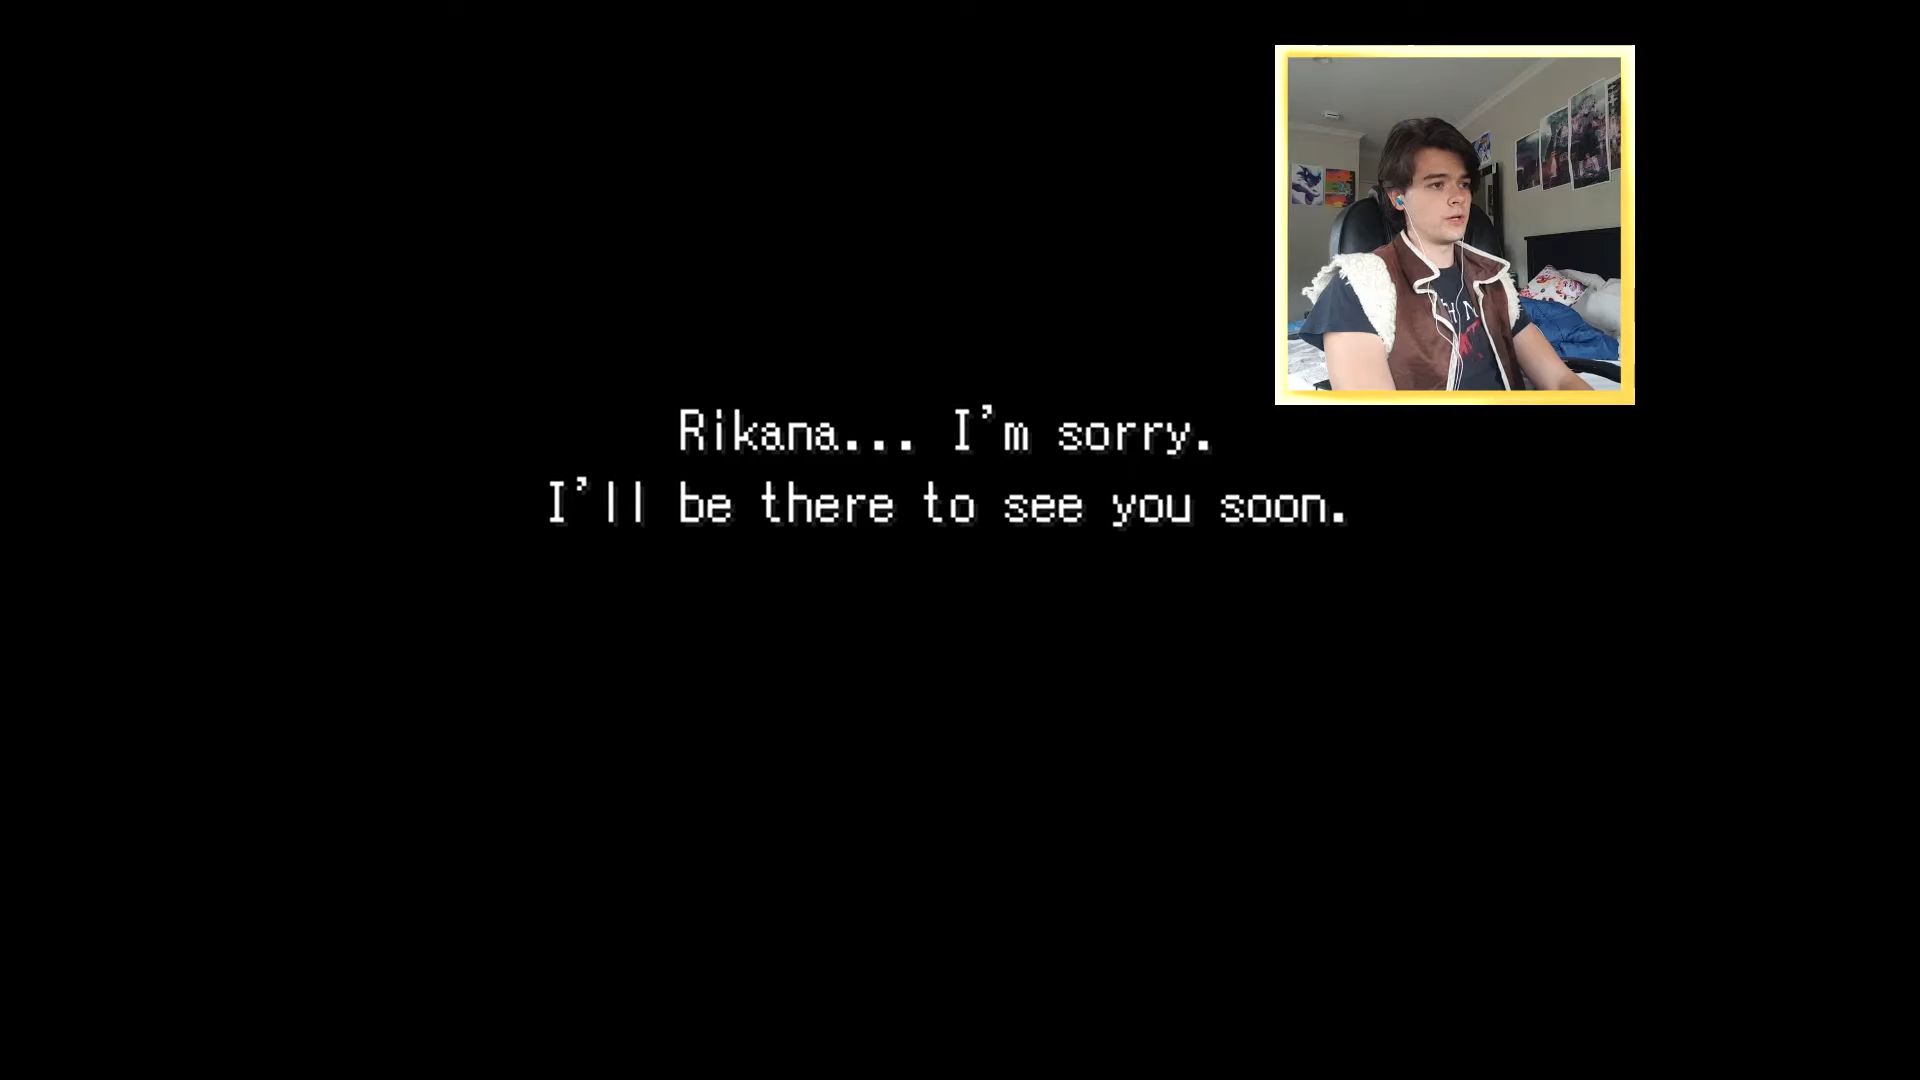 Rikana... I'm sorry.
I'll be there to see you soon.